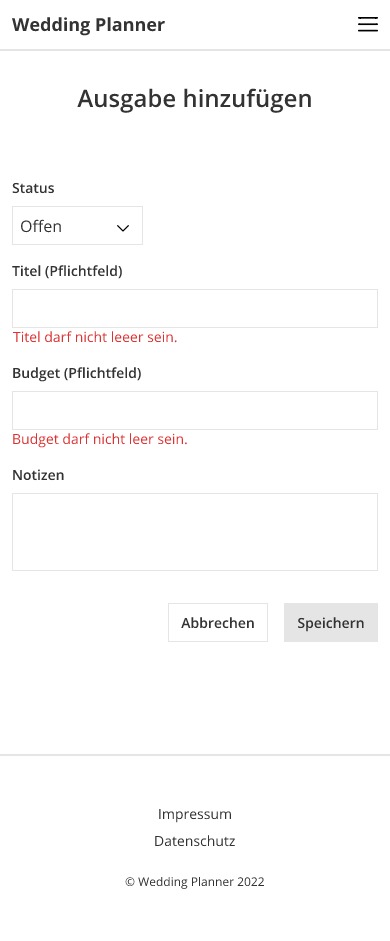 Wedding Planner
Ausgabe hinzufügen
Status
Offen
Titel (Pflichtfeld)
Titel darf nicht leeer sein.
Budget (Pflichtfeld)
Budget darf nicht leer sein.
Notizen
Abbrechen Speichern
Impressum
Datenschutz
© Wedding Planner 2022